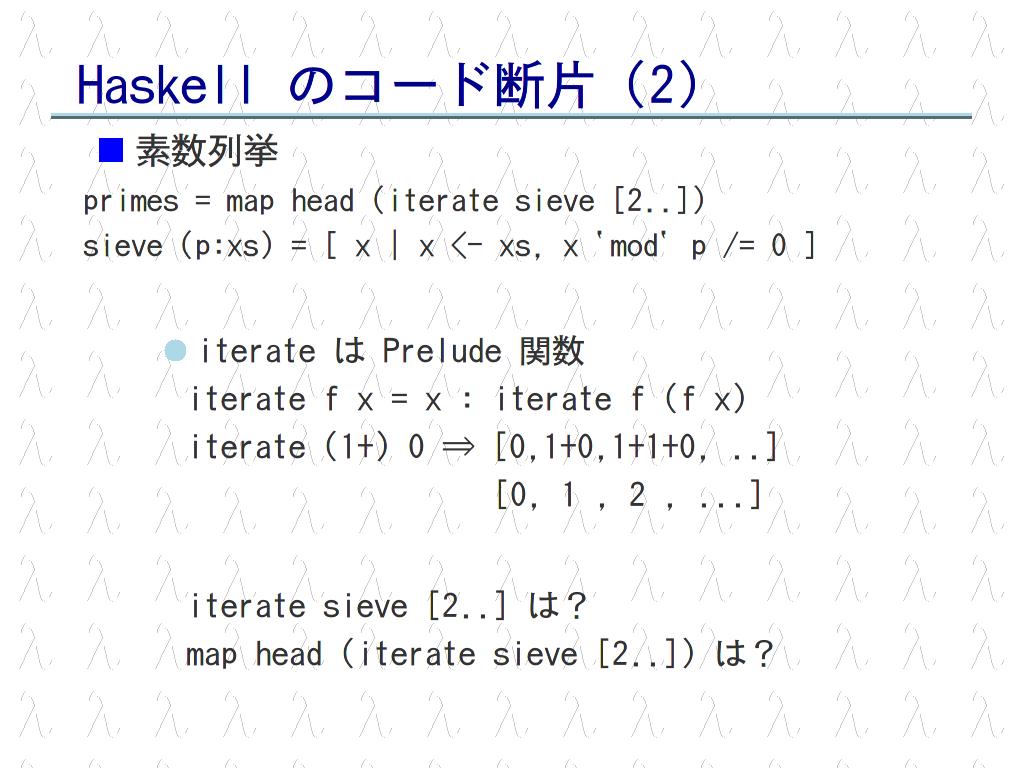 Haskell のコード断片（2）
素数列挙
primes = map head (iterate sieve [2..])
sieve (p:xs) = [ x | x <- xs, x `mod` p /= 0 ]
iterate は Prelude 関数
iterate f x = x : iterate f (f x)
iterate (1+) 0 ⇒ [0,1+0,1+1+0, ..]
[0, 1 , 2 , ...]
iterate sieve [2..] は？
map head (iterate sieve [2..]) は？